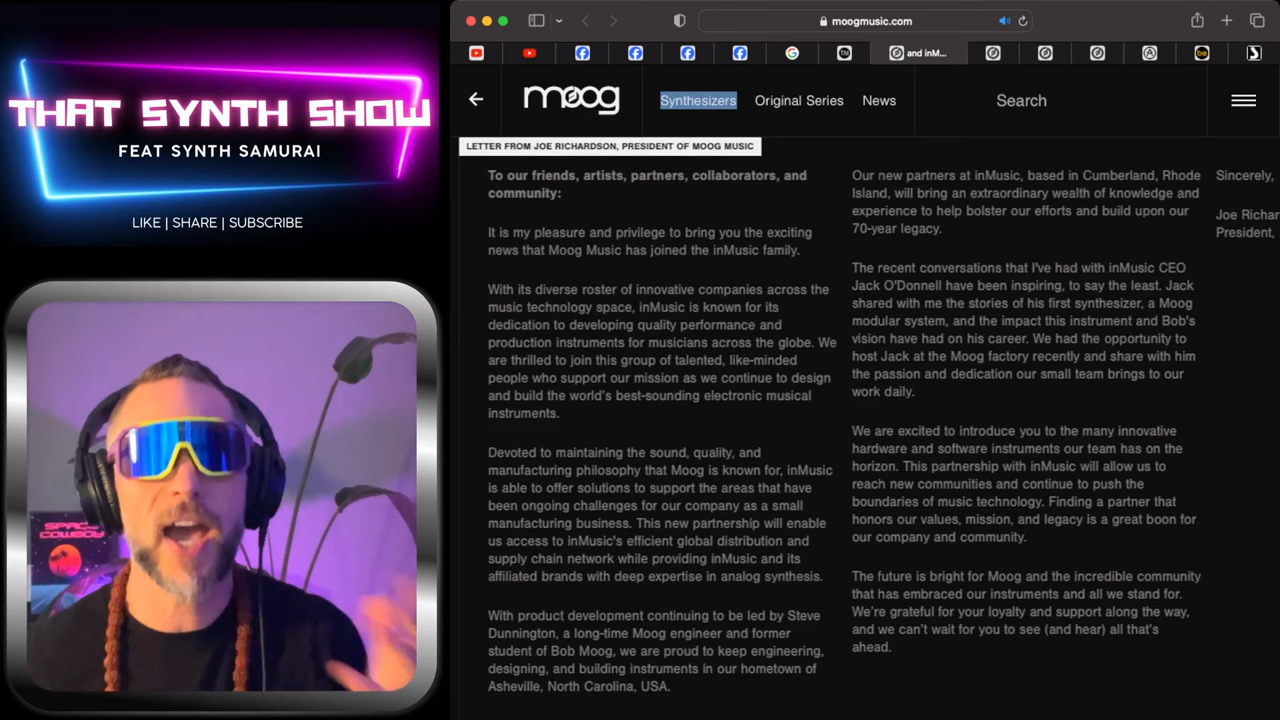 THAT SYNTH SHOW
FEAT SYNTH SAMURAI
LIKE | SHARE | SUBSCRIBE
SPACE
COWBOY
moogmusic.com
and inM...
moog
Synthesizers
Original Series
News
Search
LETTER FROM JOE RICHARDSON, PRESIDENT OF MOOG MUSIC
To our friends, artists, partners, collaborators, and
community:
It is my pleasure and privilege to bring you the exciting
news that Moog Music has joined the inMusic family.
With its diverse roster of innovative companies across the
music technology space, inMusic is known for its
dedication to developing quality performance and
production instruments for musicians across the globe. We
are thrilled to join this group of talented, like-minded
people who support our mission as we continue to design
and build the world's best-sounding electronic musical
instruments.
Devoted to maintaining the sound, quality, and
manufacturing philosophy that Moog is known for, inMusic
is able to offer solutions to support the areas that have
been ongoing challenges for our company as a small
manufacturing business. This new partnership will enable
us access to inMusic's efficient global distribution and
supply chain network while providing inMusic and its
affiliated brands with deep expertise in analog synthesis.
With product development continuing to be led by Steve
Dunnington, a long-time Moog engineer and former
student of Bob Moog, we are proud to keep engineering,
designing, and building instruments in our hometown of
Asheville, North Carolina, USA.
Our new partners at inMusic, based in Cumberland, Rhode
Island, will bring an extraordinary wealth of knowledge and
experience to help bolster our efforts and build upon our
70-year legacy.
The recent conversations that I've had with inMusic CEO
Jack O'Donnell have been inspiring, to say the least. Jack
shared with me the stories of his first synthesizer, a Moog
modular system, and the impact this instrument and Bob's
vision have had on his career. We had the opportunity to
host Jack at the Moog factory recently and share with him
the passion and dedication our small team brings to our
work daily.
We are excited to introduce you to the many innovative
hardware and software instruments our team has on the
horizon. This partnership with inMusic will allow us to
reach new communities and continue to push the
boundaries of music technology. Finding a partner that
honors our values, mission, and legacy is a great boon for
our company and community.
The future is bright for Moog and the incredible community
that has embraced our instruments and all we stand for.
We're grateful for your loyalty and support along the way,
and we can't wait for you to see (and hear) all that's
ahead.
Sincerely,
Joe Richar
President,